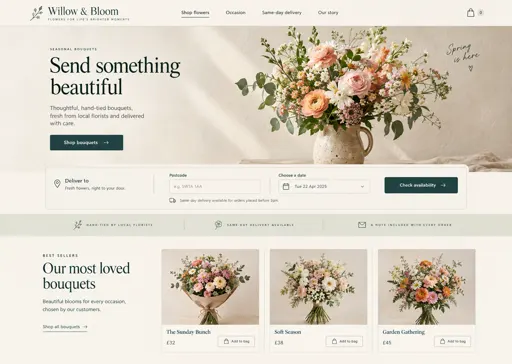 Willow & Bloom
FLOWERS FOR LIFE'S BRIGHTER MOMENTS
Shop flowers
Occasion
Same-day delivery
Our story
0
SEASONAL BOUQUETS
Send something
beautiful
Thoughtful, hand-tied bouquets,
fresh from local florists and delivered
with care.
Shop bouquets →
Spring
is here
Deliver to
Fresh flowers, right to your door.
Postcode
e.g. SW1A 1AA
Choose a date
Tue 22 Apr 2025
Check availability →
Same-day delivery available for orders placed before 2pm
HAND-TIED BY LOCAL FLORISTS
SAME-DAY DELIVERY AVAILABLE
A NOTE INCLUDED WITH EVERY ORDER
BEST SELLERS
Our most loved
bouquets
Beautiful blooms for every occasion,
chosen by our customers.
Shop all bouquets →
The Sunday Bunch
£32
Add to bag
Soft Season
£38
Add to bag
Garden Gathering
£45
Add to bag